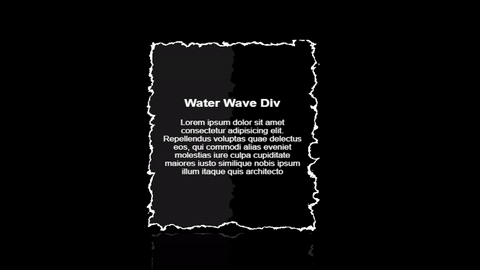 Water Wave Div
Lorem ipsum dolor sit amet
consectetur adipisicing elit.
Repellendus voluptas quae delectus
eos, qui commodi alias eveniet
molestias iure culpa cupiditate
maiores iusto similique nobis ipsum
illum itaque quis architecto